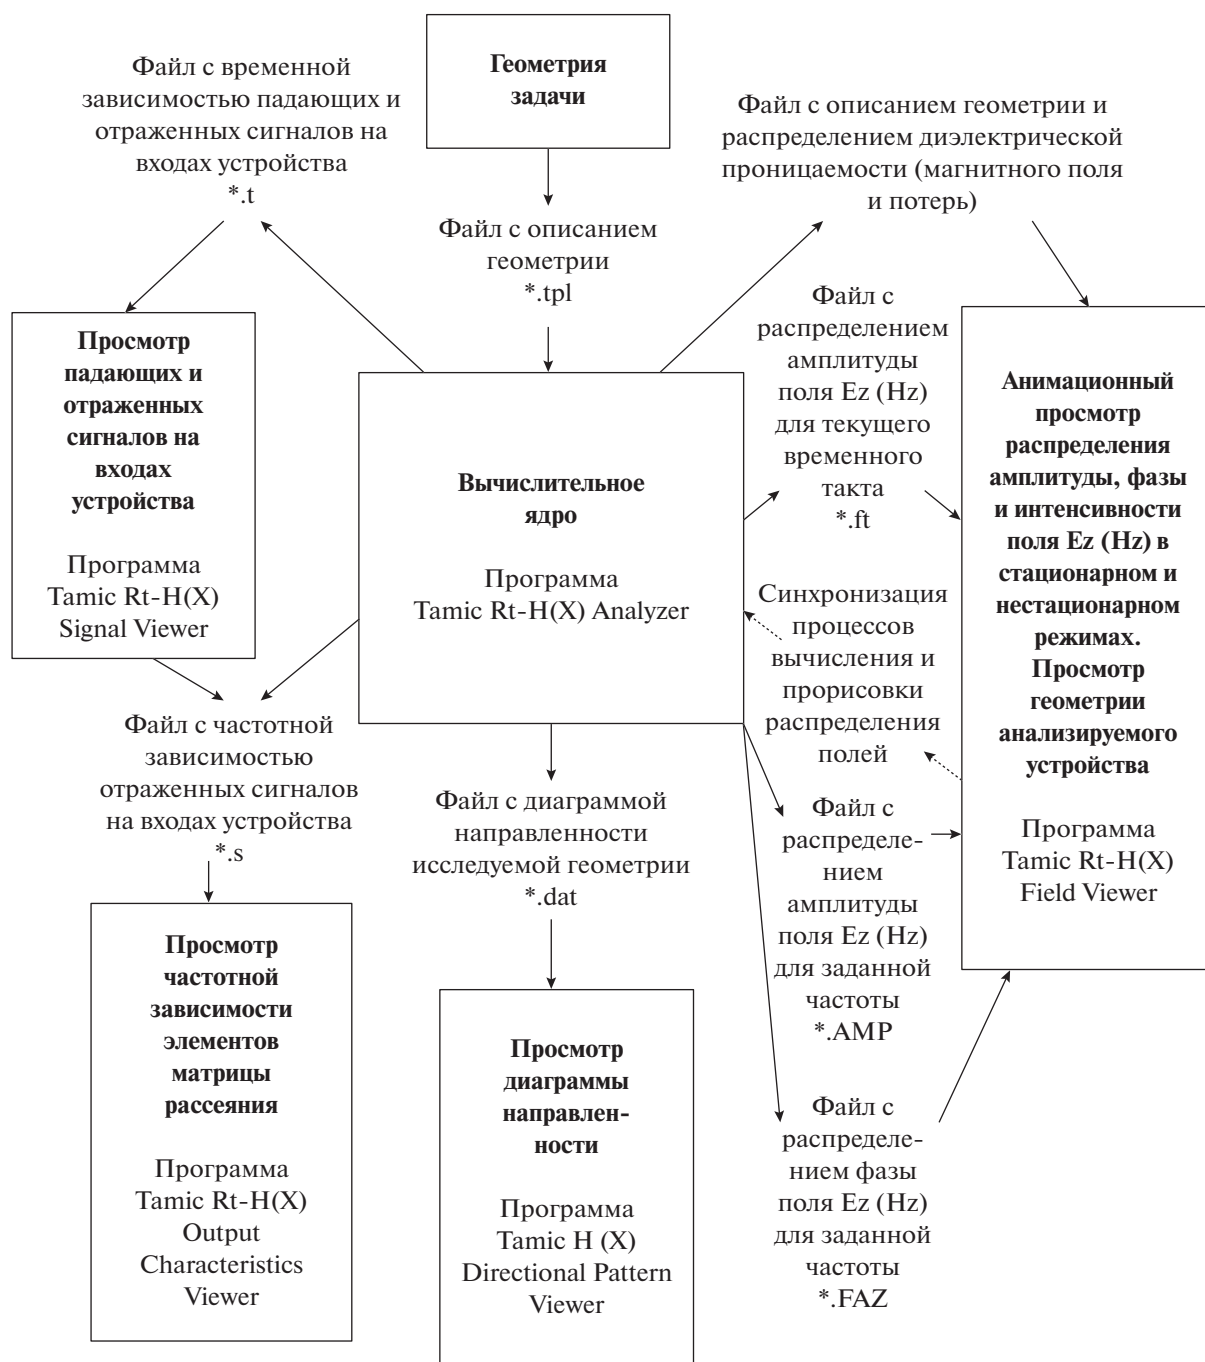 Геометрия
задачи
Файл с временной
зависимостью падающих и
отраженных сигналов на
входах устройства
*.t
Файл с описанием геометрии и
распределением диэлектрической
проницаемости (магнитного поля
и потерь)
Файл с описанием
геометрии
*.tpl
Просмотр
падающих и
отраженных
сигналов на
входах
устройства
Программа
Tamic Rt-H(X)
Signal Viewer
Вычислительное
ядро
Программа
Tamic Rt-H(X) Analyzer
Файл с
распределением
амплитуды
поля Ez (Hz)
для текущего
временного
такта
*.ft
Анимационный
просмотр
распределения
амплитуды, фазы
и интенсивности
поля Ez (Hz) в
стационарном и
нестационарном
режимах.
Просмотр
геометрии
анализируемого
устройства
Программа
Tamic Rt-H(X)
Field Viewer
Синхронизация
процессов
вычисления и
прорисовки
распределения
полей
Файл с частотной
зависимостью
отраженных сигналов
на входах устройства
*.s
Файл с диаграммой
направленности
исследуемой геометрии
*.dat
Файл с
распределе-
нием
амплитуды
поля Ez (Hz)
для заданной
частоты
*.AMP
Просмотр
частотной
зависимости
элементов
матрицы
рассеяния
Программа
Tamic Rt-H(X)
Output
Characteristics
Viewer
Просмотр
диаграммы
направлен-
ности
Программа
Tamic H (X)
Directional Pattern
Viewer
Файл с
распределе-
нием фазы
поля Ez (Hz)
для заданной
частоты
*.FAZ